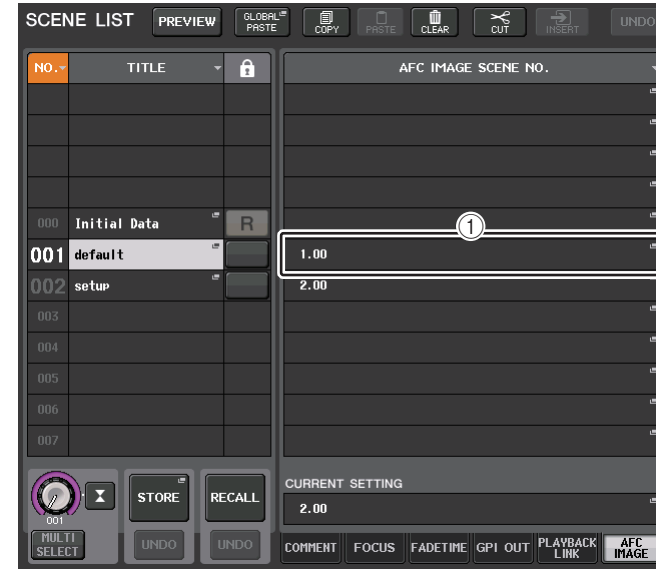 SCENE LIST PREVIEW GLOBAL PASTE COPY PASTE CLEAR CUT INSERT UNDO
NO. TITLE AFC IMAGE SCENE NO.
000 Initial Data R
1
001 default 1.00
002 setup 2.00
003
004
005
006
007
CURRENT SETTING
001 STORE RECALL 2.00
MULTI SELECT UNDO UNDO COMMENT FOCUS FADETIME GPI OUT PLAYBACK LINK AFC IMAGE